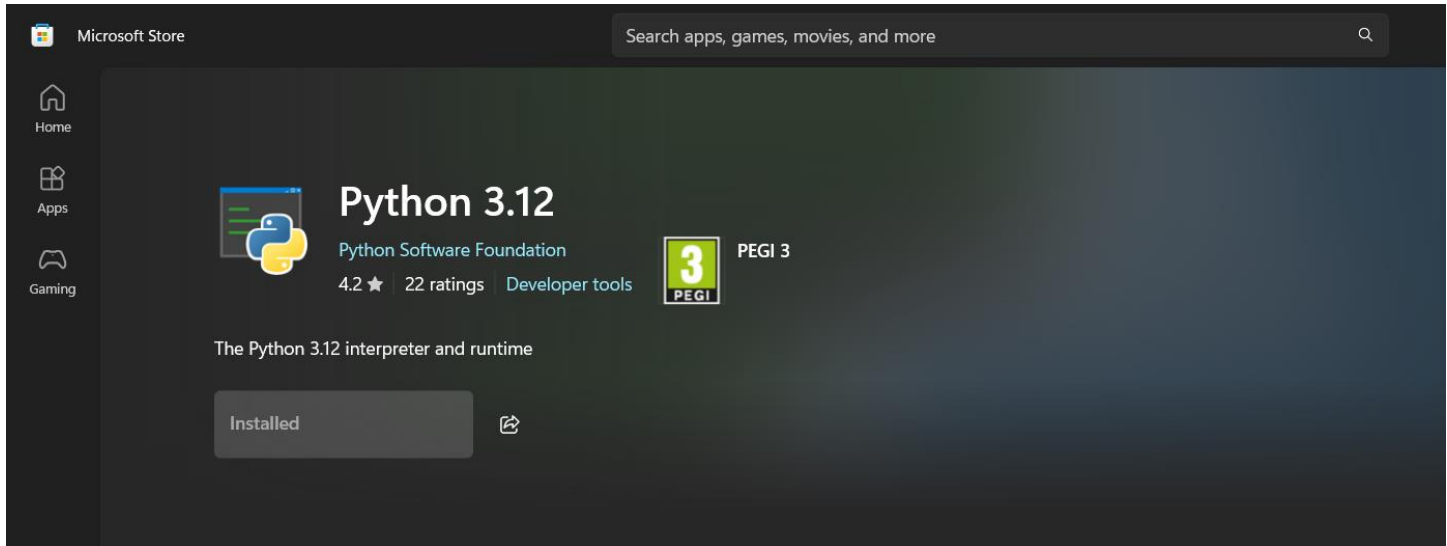 Microsoft Store
Search apps, games, movies, and more
Home
Apps
Gaming
Python 3.12
Python Software Foundation
4.2 ★ 22 ratings Developer tools
3
PEGI
PEGI 3
The Python 3.12 interpreter and runtime
Installed